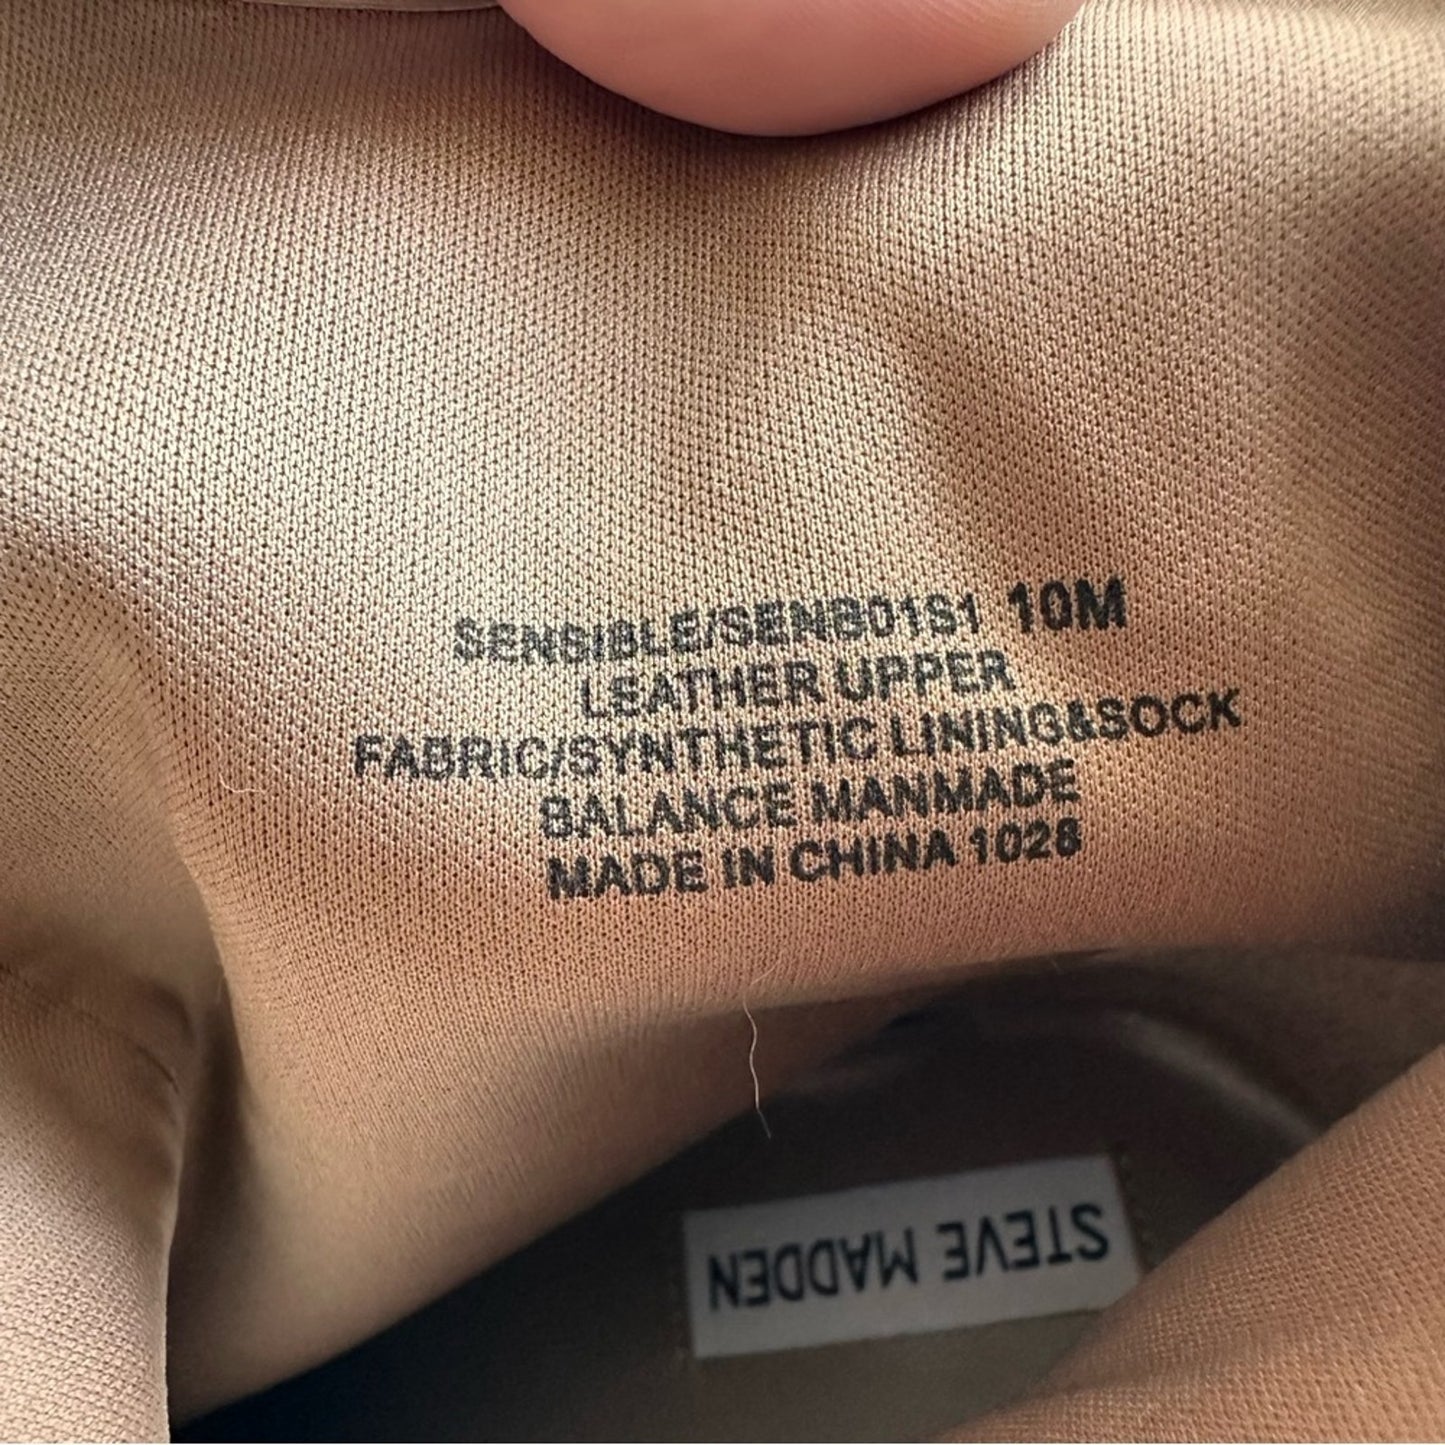 SENSIBLE/SENB01S1 10M
LEATHER UPPER
FABRIC/SYNTHETIC LINING&SOCK
BALANCE MANMADE
MADE IN CHINA 1028
STEVE MADDEN